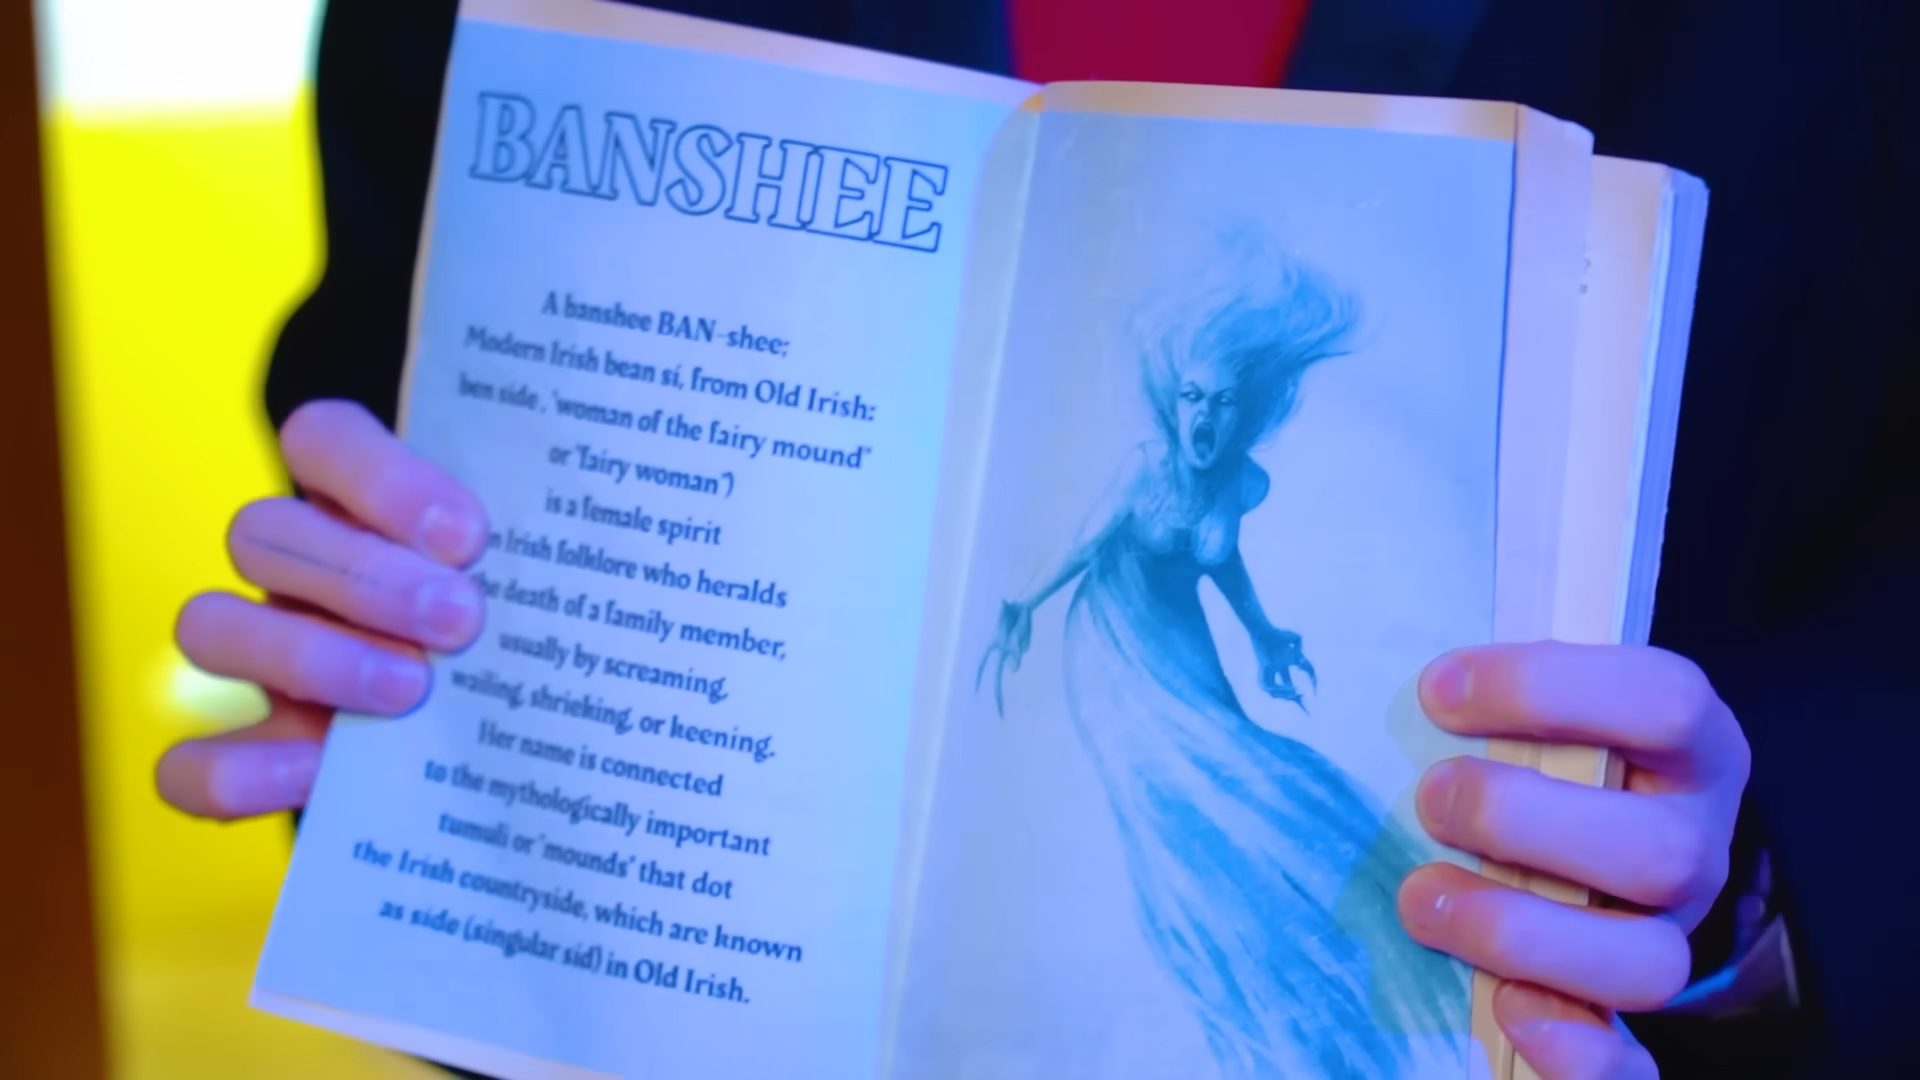 BANSHEE
A banshee BAN-shee;
Modern Irish bean sí, from Old Irish:
ben side, "woman of the fairy mound"
or "fairy woman")
is a female spirit
in Irish folklore who heralds
the death of a family member,
usually by screaming,
wailing, shrieking, or keening.
Her name is connected
to the mythologically important
tumuli or "mounds" that dot
the Irish countryside, which are known
as side (singular sid) in Old Irish.